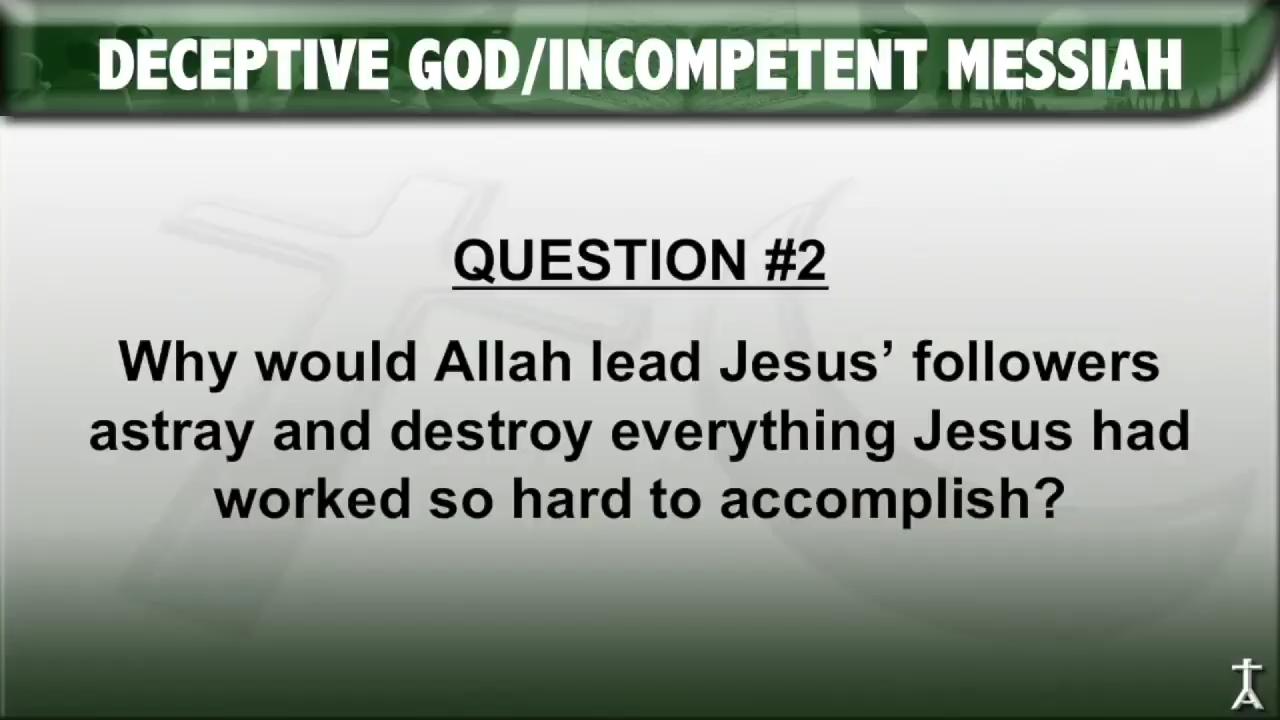 DECEPTIVE GOD/INCOMPETENT MESSIAH
QUESTION #2
Why would Allah lead Jesus’ followers
astray and destroy everything Jesus had
worked so hard to accomplish?